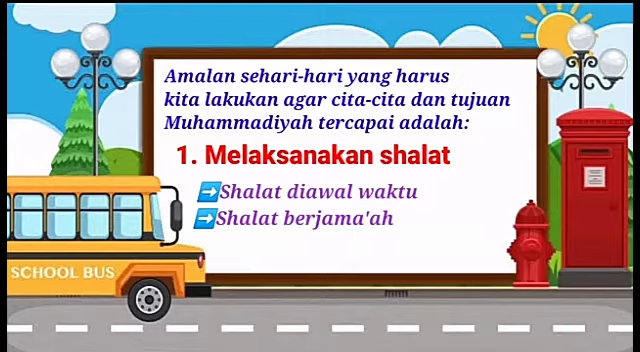 Amalan sehari-hari yang harus
kita lakukan agar cita-cita dan tujuan
Muhammadiyah tercapai adalah:
1. Melaksanakan shalat
➡Shalat diawal waktu
➡Shalat berjama'ah
SCHOOL BUS